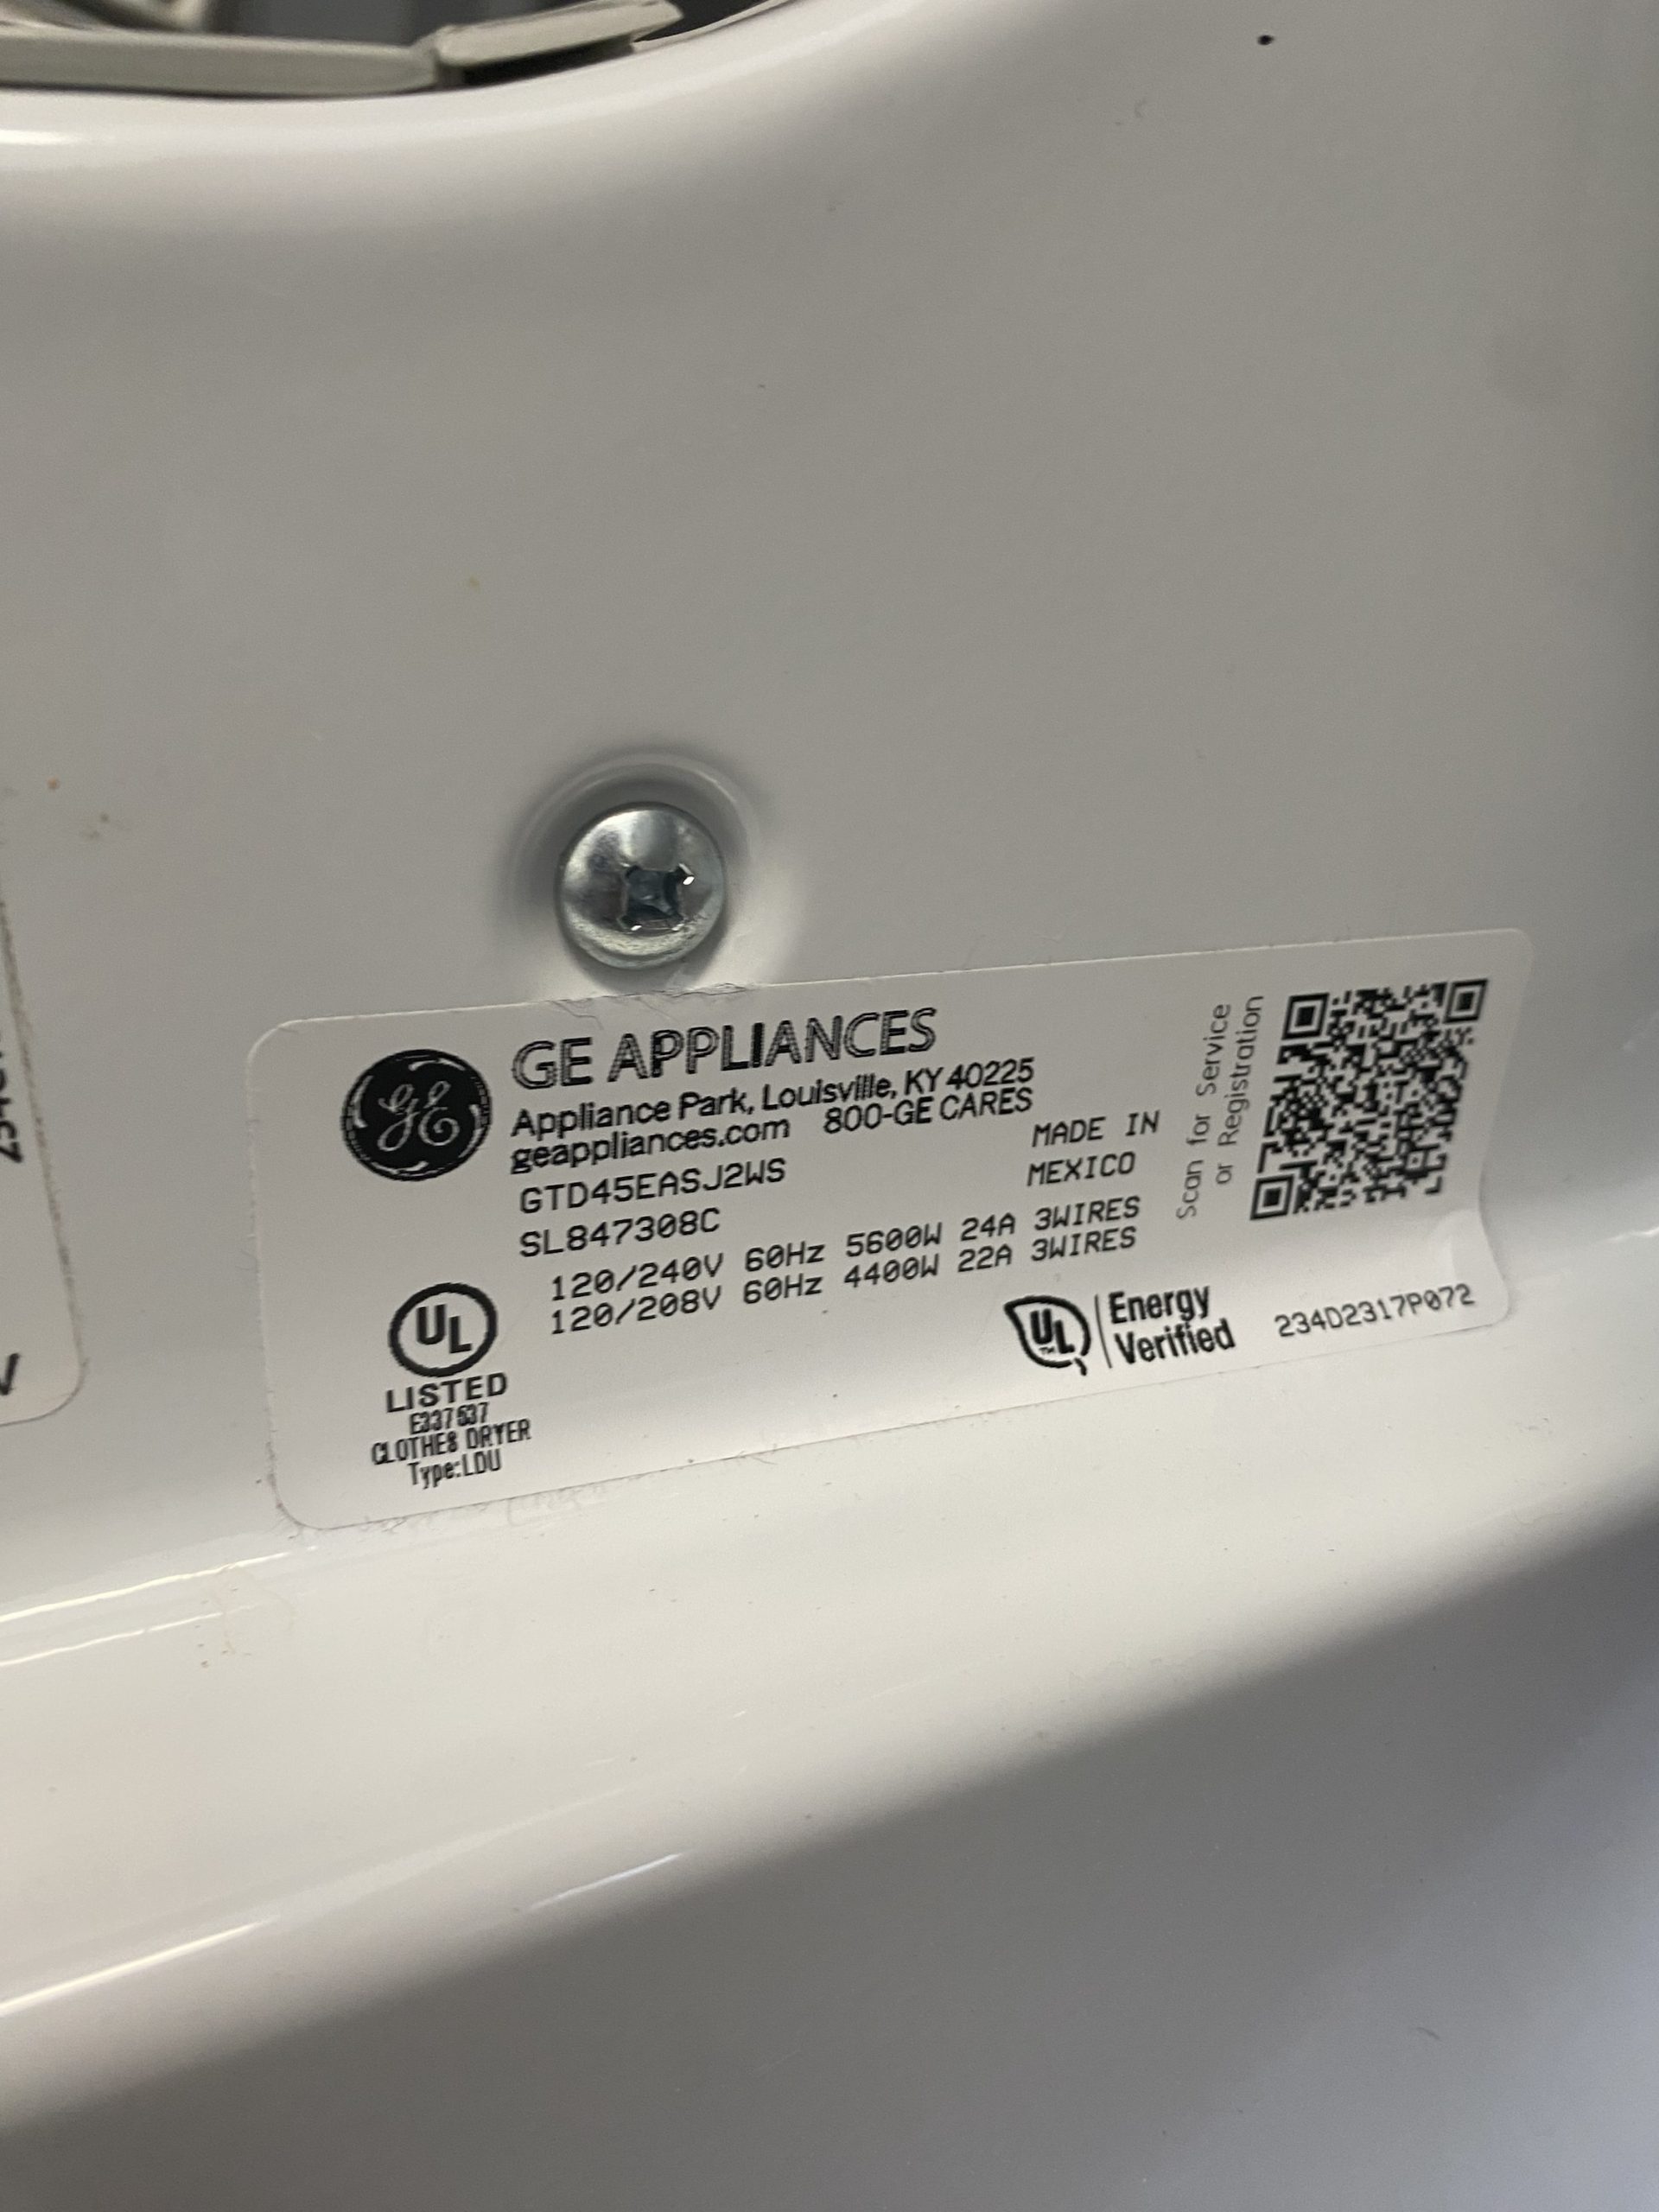 GE APPLIANCES
Appliance Park, Louisville, KY 40225
geappliances.com 800-GE CARES
GTD45EASJ2WS
SL847308C
MADE IN
MEXICO
120/240V 60Hz 5600W 24A 3WIRES
120/208V 60Hz 4400W 22A 3WIRES
Scan for Service
or Registration
GE
UL
LISTED
E337637
CLOTHES DRYER
Type:LDU
UL TM
Energy
Verified
234D2317P072